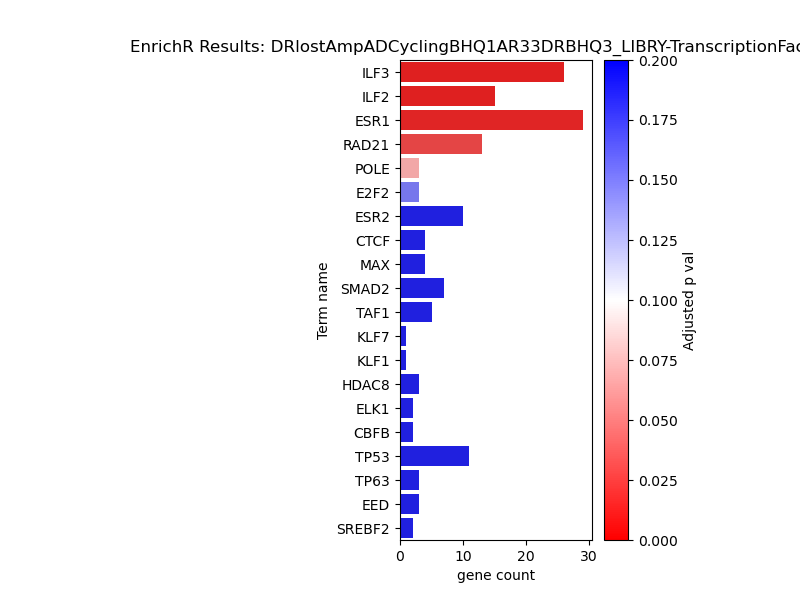 EnrichR Results: DRlostAmpADCyclingBHQ1AR33DRBHQ3_LIBRY-TranscriptionFac
ILF3
ILF2
ESR1
RAD21
POLE
E2F2
ESR2
CTCF
MAX
SMAD2
TAF1
KLF7
KLF1
HDAC8
ELK1
CBFB
TP53
TP63
EED
SREBF2
Term name
0 10 20 30
gene count
0.200
0.175
0.150
0.125
0.100
0.075
0.050
0.025
0.000
Adjusted p val